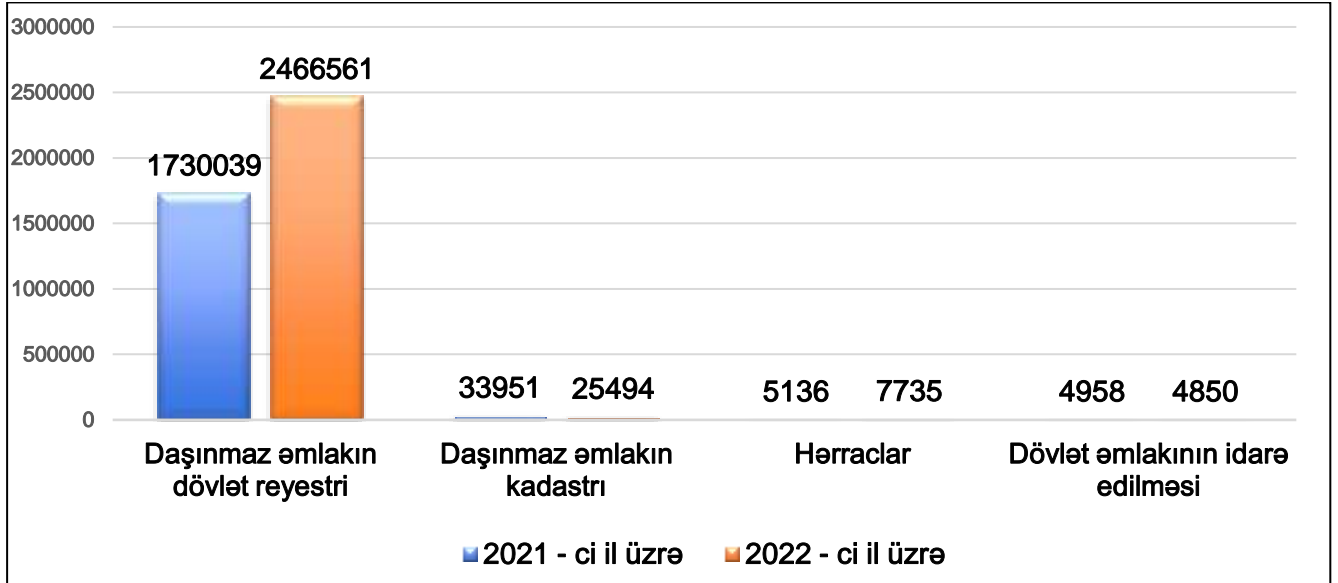 3000000
2500000
2000000
1500000
1000000
500000
0
1730039
2466561
33951
25494
5136
7735
4958
4850
Daşınmaz əmlakın
dövlət reyestri
Daşınmaz əmlakın
kadastrı
Hərraclar
Dövlət əmlakının idarə
edilməsi
2021 - ci il üzrə
2022 - ci il üzrə